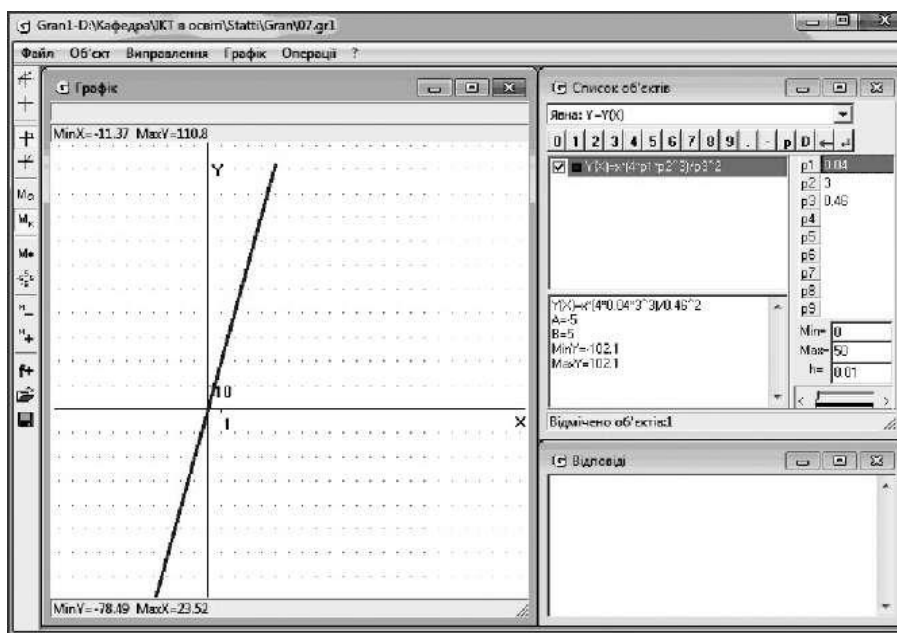 Gran1-D:\Кафедра\ІКТ в освіті\Statti\Gran\07.gr1
Файл Об'єкт Виправлення Графік Операції ?
Графік
MinX=-11.37 MaxY=110.8
Y
10
1
X
MinY=-78.49 MaxX=23.52
Список об'єктів
Явна: Y=Y(X)
0 1 2 3 4 5 6 7 8 9 . - p D
Y(X)=x*(4*p1*p2^3)/p3^2
p1 0.04
p2 3
p3 0.46
p4
p5
p6
p7
p8
p9
Y(X)=x*(4*0.04*3^3)/0.46^2
A=-5
B=5
MinY=-102.1
MaxY=102.1
Min= 0
Max= 50
h= 0.01
Відмічено об'єктів:1
Відповіді